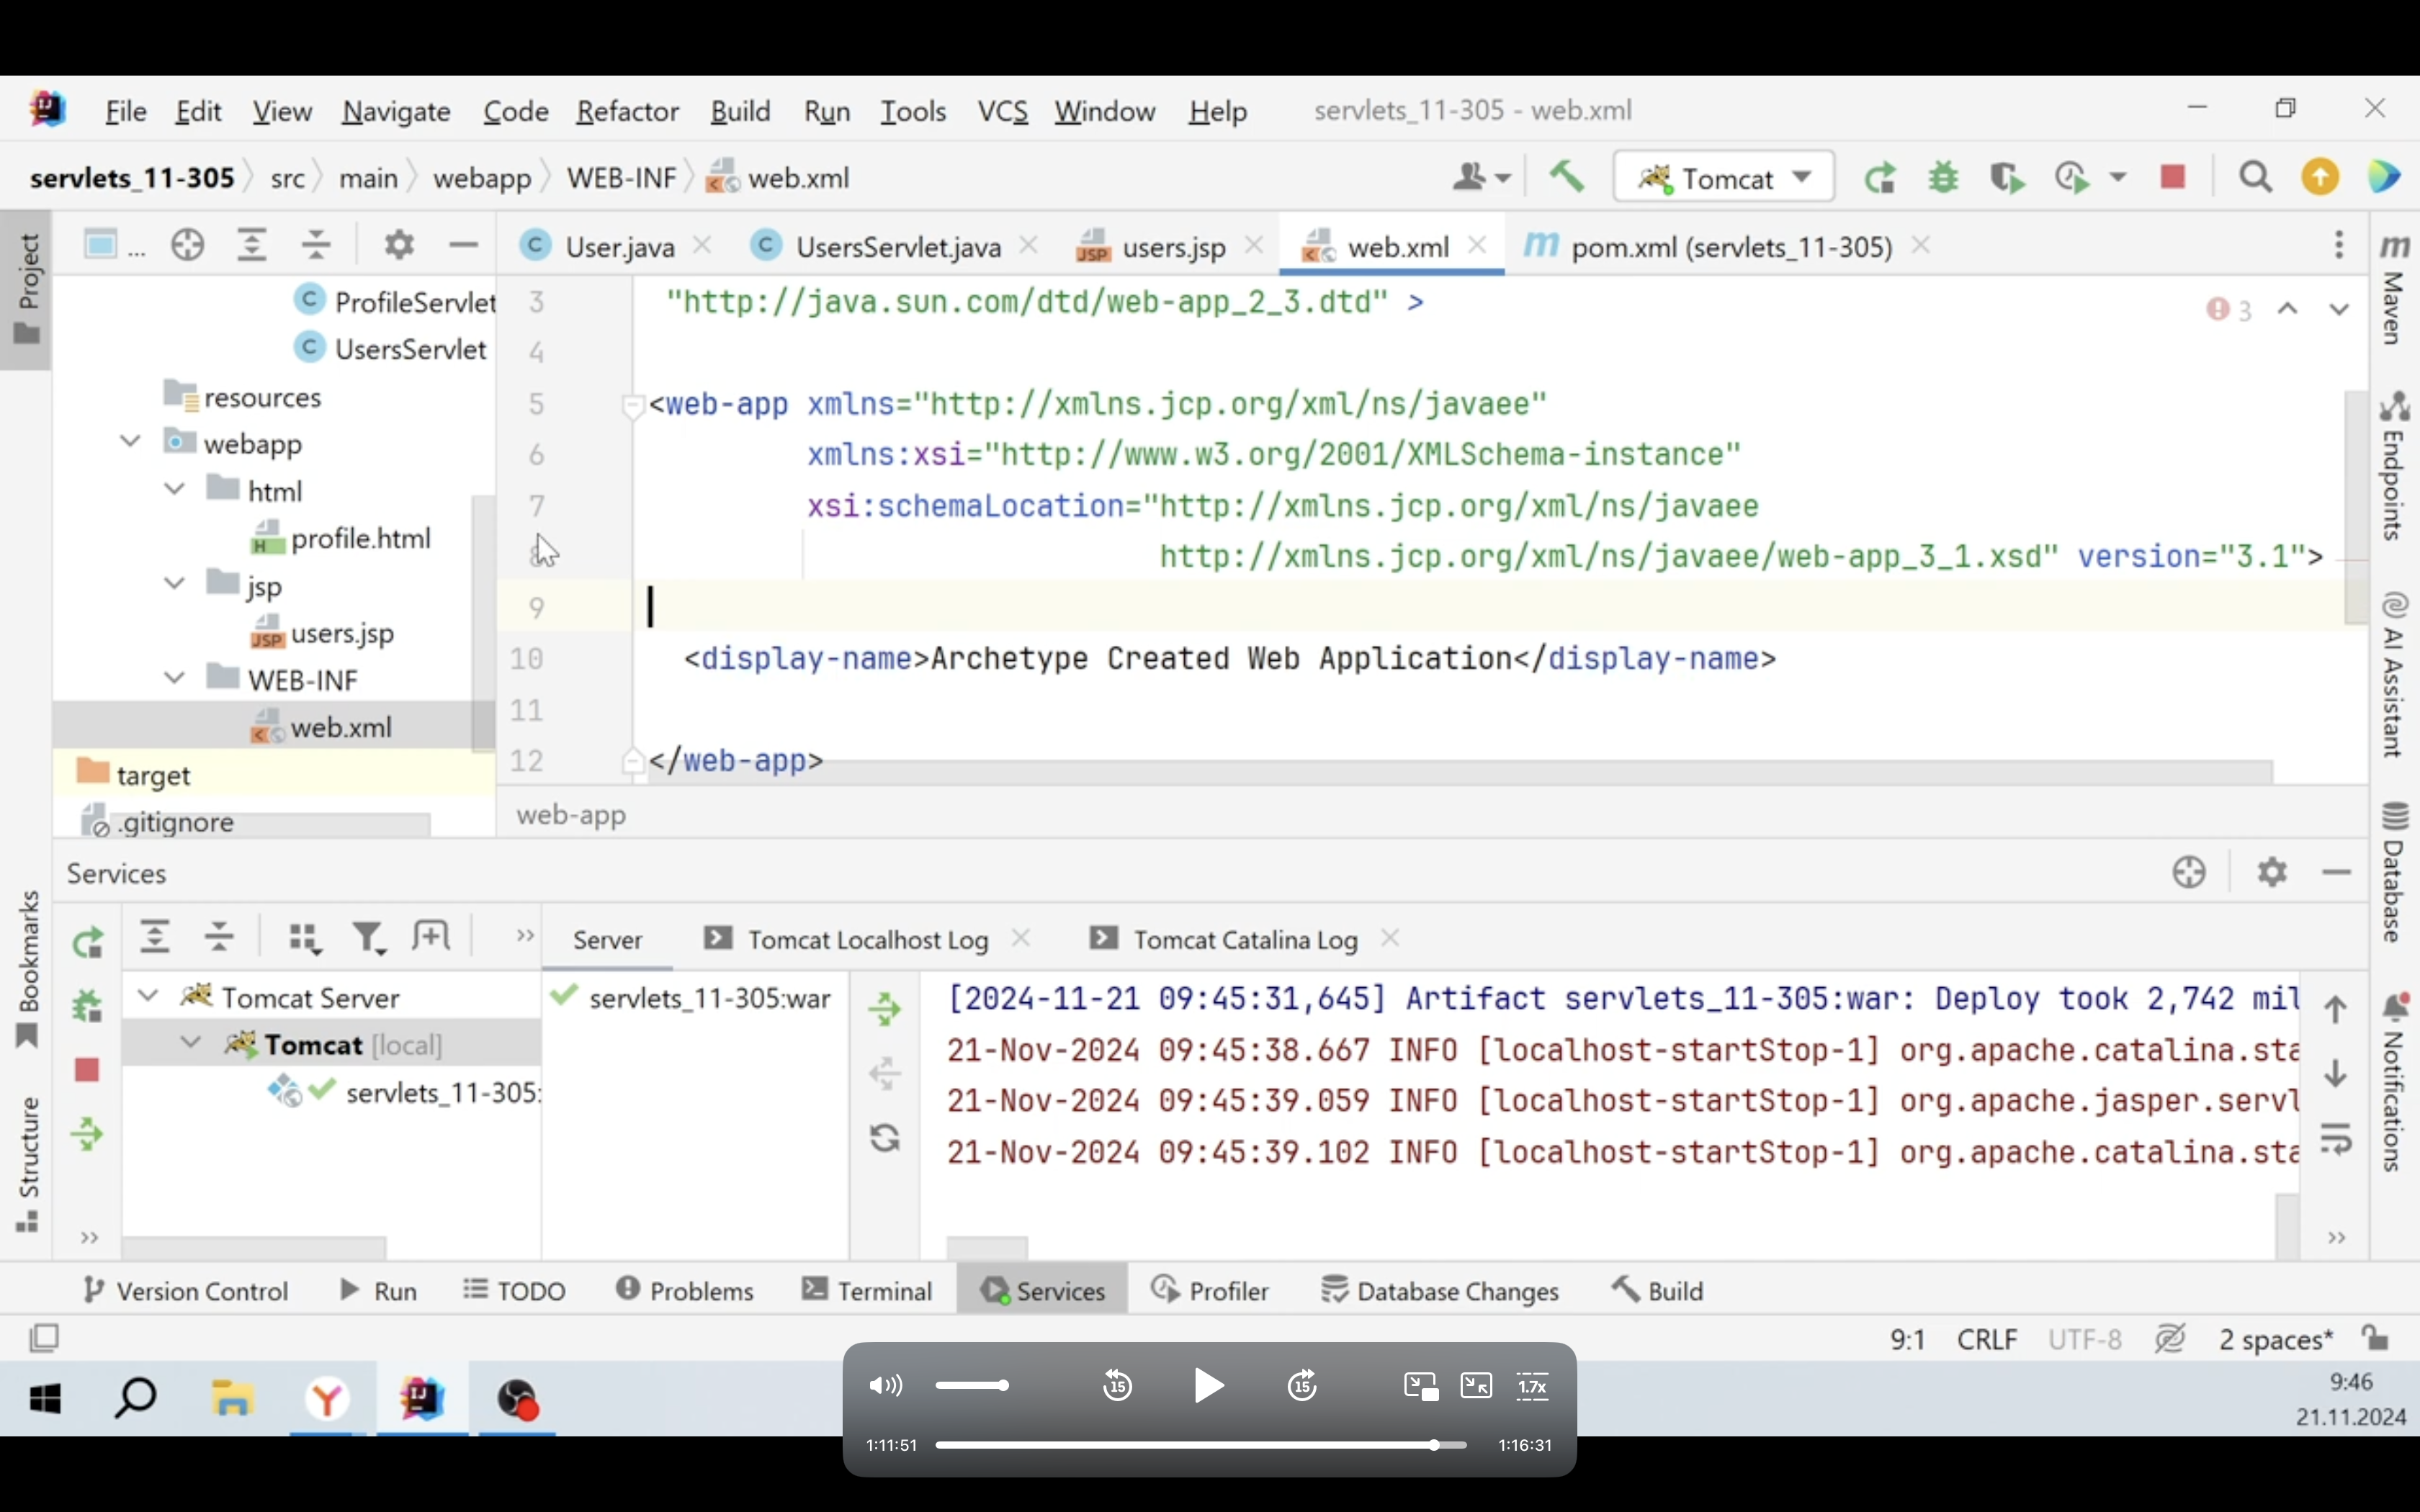 File Edit View Navigate Code Refactor Build Run Tools VCS Window Help servlets_11-305 - web.xml
servlets_11-305 src main webapp WEB-INF web.xml Tomcat
... User.java UsersServlet.java users.jsp web.xml pom.xml (servlets_11-305)
Project
ProfileServlet
UsersServlet
resources
webapp
html
profile.html
jsp
users.jsp
WEB-INF
web.xml
target
.gitignore
3 "http://java.sun.com/dtd/web-app_2_3.dtd" >
3
4
5 <web-app xmlns="http://xmlns.jcp.org/xml/ns/javaee"
6 xmlns:xsi="http://www.w3.org/2001/XMLSchema-instance"
7 xsi:schemaLocation="http://xmlns.jcp.org/xml/ns/javaee
8 http://xmlns.jcp.org/xml/ns/javaee/web-app_3_1.xsd" version="3.1">
9
10 <display-name>Archetype Created Web Application</display-name>
11
12 </web-app>
web-app
Maven
Endpoints
AI Assistant
Database
Notifications
Services
Bookmarks
Structure
Server Tomcat Localhost Log Tomcat Catalina Log
Tomcat Server
Tomcat [local]
servlets_11-305:
servlets_11-305:war
[2024-11-21 09:45:31,645] Artifact servlets_11-305:war: Deploy took 2,742 mil
21-Nov-2024 09:45:38.667 INFO [localhost-startStop-1] org.apache.catalina.sta
21-Nov-2024 09:45:39.059 INFO [localhost-startStop-1] org.apache.jasper.servl
21-Nov-2024 09:45:39.102 INFO [localhost-startStop-1] org.apache.catalina.sta
Version Control Run TODO Problems Terminal Services Profiler Database Changes Build
9:1 CRLF UTF-8 2 spaces*
15 15 1.7x
1:11:51 1:16:31
9:46
21.11.2024